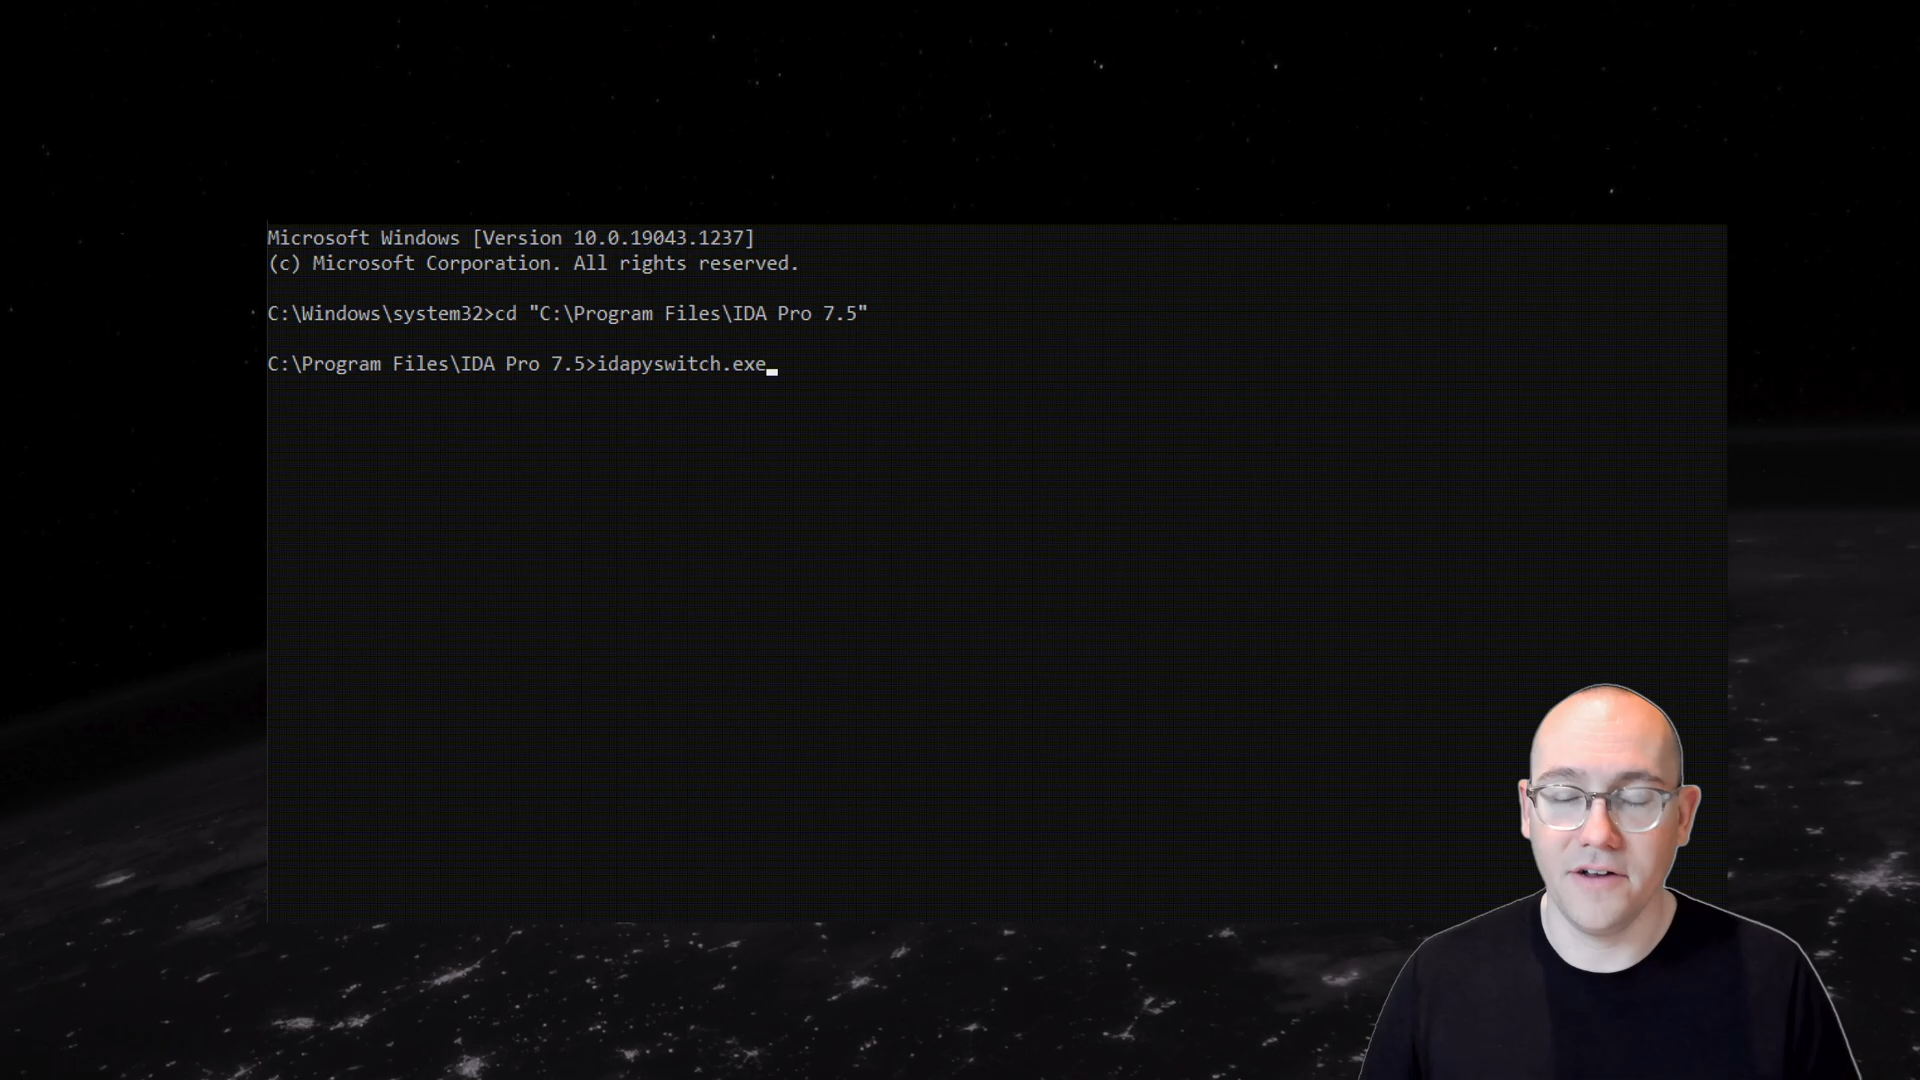 Microsoft Windows [Version 10.0.19043.1237]
(c) Microsoft Corporation. All rights reserved.
C:\Windows\system32>cd "C:\Program Files\IDA Pro 7.5"
C:\Program Files\IDA Pro 7.5>idapyswitch.exe